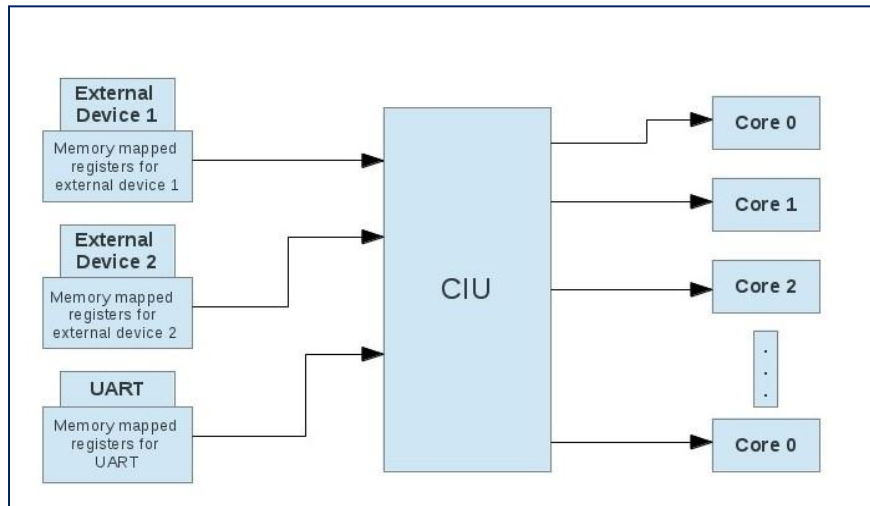 External
Device 1
Memory mapped
registers for
external device 1
External
Device 2
Memory mapped
registers for
external device 2
UART
Memory mapped
registers for
UART
CIU
Core 0
Core 1
Core 2
.
.
.
Core 0